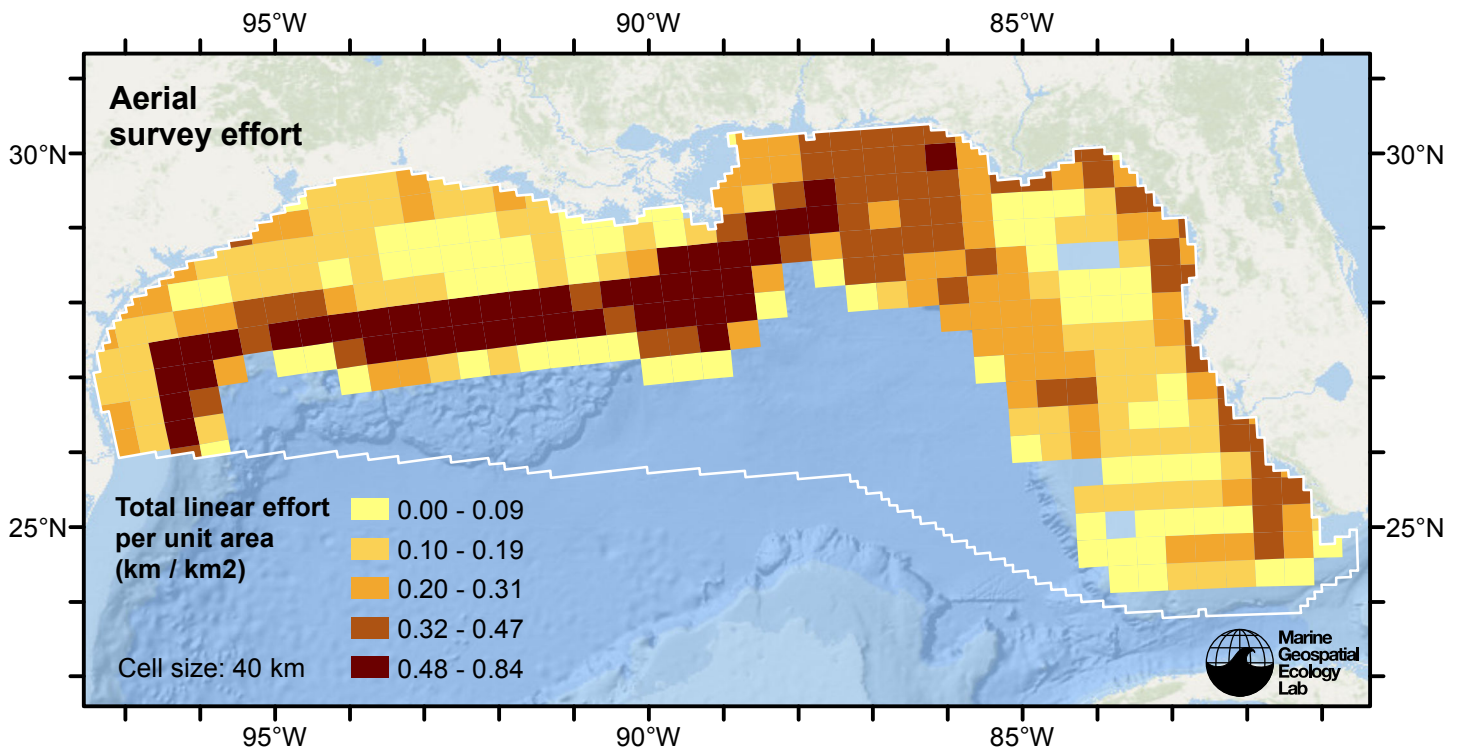 95°W 90°W 85°W
Aerial
survey effort
30°N 30°N
25°N 25°N
Total linear effort
per unit area
(km / km2)
0.00 - 0.09
0.10 - 0.19
0.20 - 0.31
0.32 - 0.47
0.48 - 0.84
Cell size: 40 km
Marine
Geospatial
Ecology
Lab
95°W 90°W 85°W